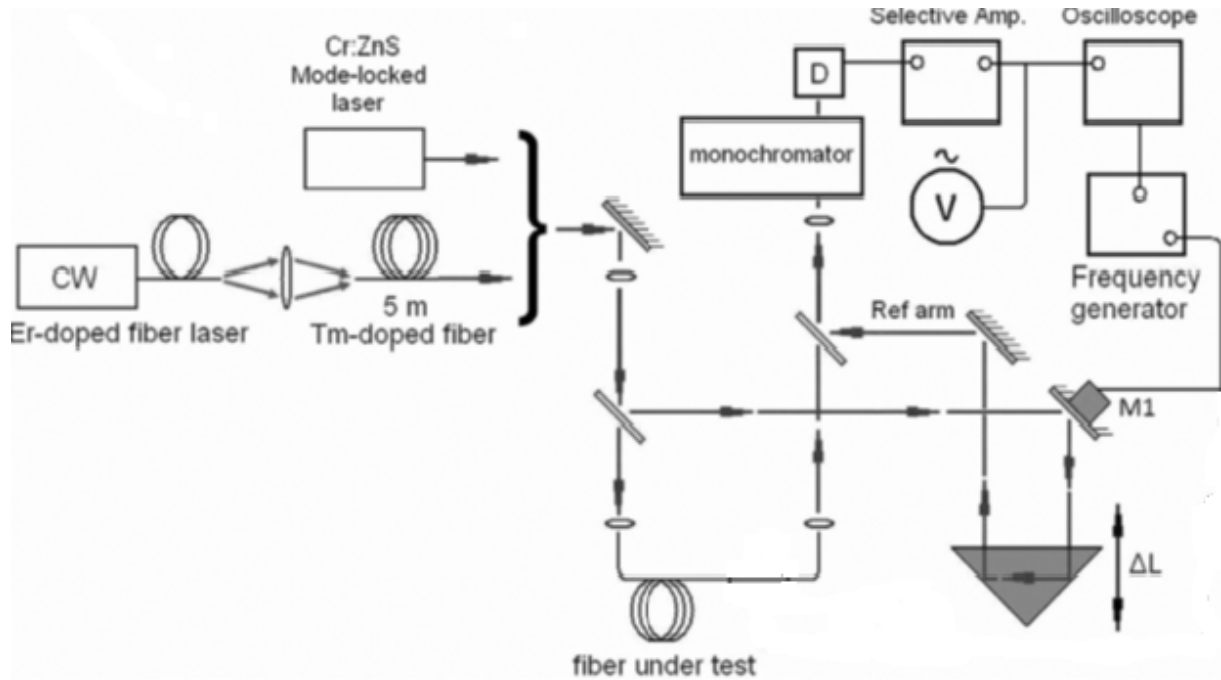 Selective Amp.
Oscilloscope
Cr:ZnS
Mode-locked
laser
D
monochromator
~
V
CW
5 m
Er-doped fiber laser
Tm-doped fiber
Frequency
generator
Ref arm
M1
ΔL
fiber under test